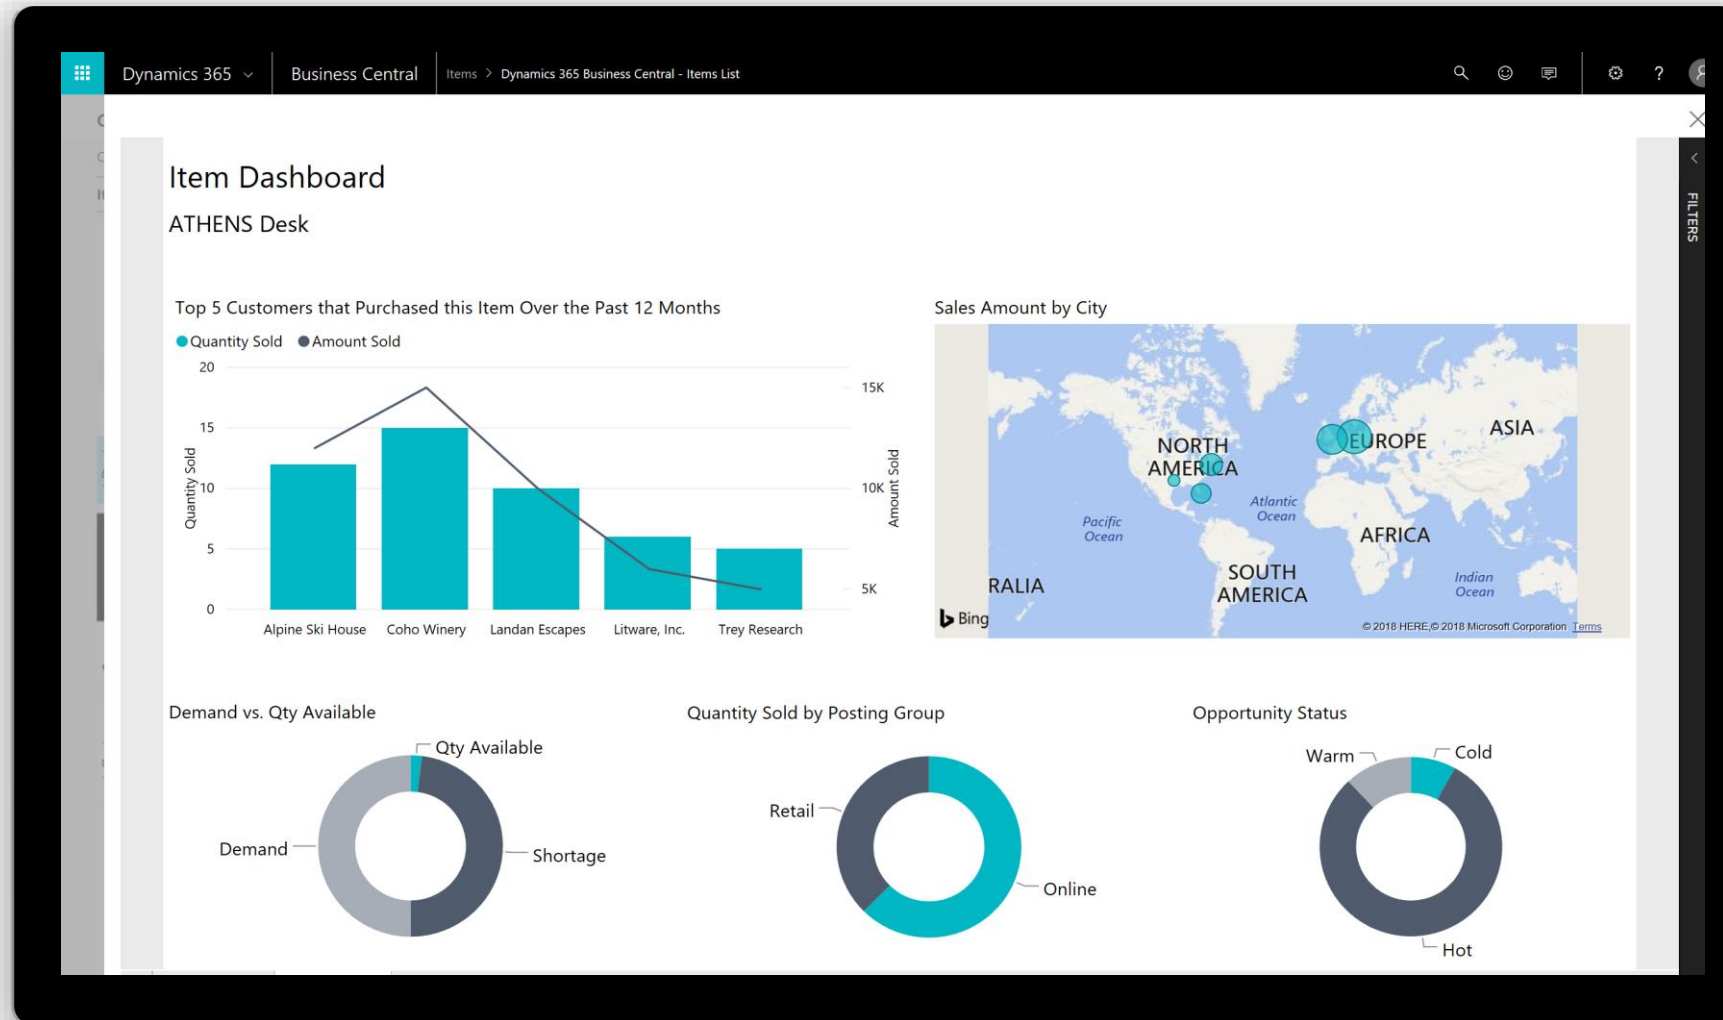 Dynamics 365
Business Central
Items > Dynamics 365 Business Central - Items List
?
FILTERS
Item Dashboard
ATHENS Desk
Top 5 Customers that Purchased this Item Over the Past 12 Months
Quantity Sold Amount Sold
20
15
10
5
0
Quantity Sold
15K
10K
5K
Amount Sold
Alpine Ski House Coho Winery Landan Escapes Litware, Inc. Trey Research
Sales Amount by City
NORTH
AMERICA
EUROPE
ASIA
Atlantic
Ocean
Pacific
Ocean
AFRICA
SOUTH
AMERICA
RALIA
Indian
Ocean
Bing
© 2018 HERE,© 2018 Microsoft Corporation Terms
Demand vs. Qty Available
Qty Available
Demand
Shortage
Quantity Sold by Posting Group
Retail
Online
Opportunity Status
Warm
Cold
Hot